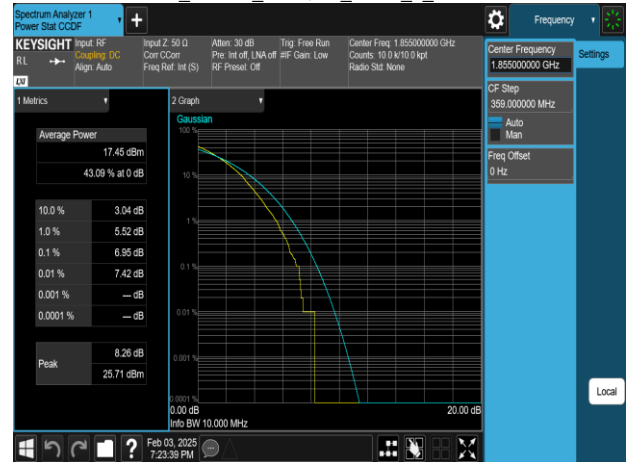 Spectrum Analyzer 1
Power Stat CCDF
Frequency
KEYSIGHT
RL
LXI
Input: RF
Coupling: DC
Align: Auto
Input Z: 50 Ω
Corr CCorr
Freq Ref: Int (S)
Atten: 30 dB
Pre: Int off, LNA off
RF Presel: Off
Trig: Free Run
#IF Gain: Low
Center Freq: 1.855000000 GHz
Counts: 10.0 k/10.0 kpt
Radio Std: None
Center Frequency
1.855000000 GHz
Settings
CF Step
359.000000 MHz
Auto
Man
Freq Offset
0 Hz
1 Metrics
Average Power
17.45 dBm
43.09 % at 0 dB
10.0 % 3.04 dB
1.0 % 5.52 dB
0.1 % 6.95 dB
0.01 % 7.42 dB
0.001 % --- dB
0.0001 % --- dB
Peak
8.26 dB
25.71 dBm
2 Graph
Gaussian
100 %
10 %
1 %
0.1 %
0.01 %
0.001 %
0.0001 %
0.00 dB 20.00 dB
Info BW 10.000 MHz
Local
?
Feb 03, 2025
7:23:39 PM